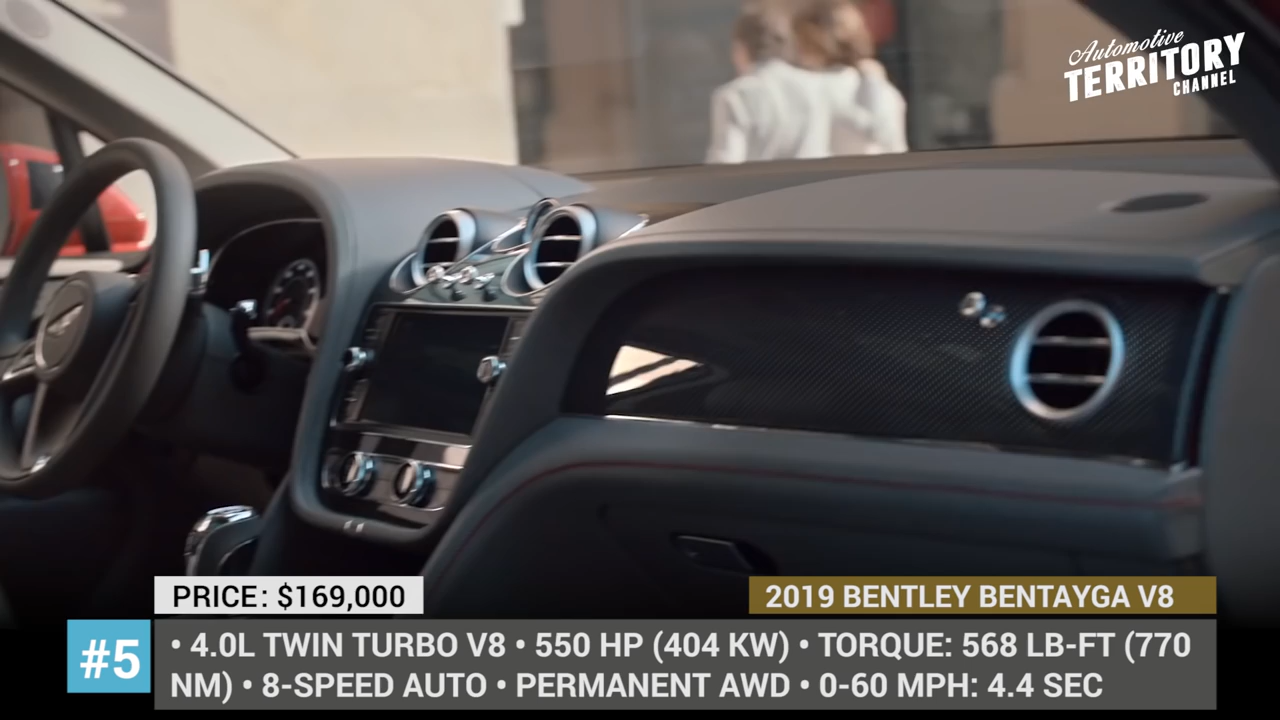 Automotive
TERRITORY
CHANNEL
PRICE: $169,000
2019 BENTLEY BENTAYGA V8
#5
• 4.0L TWIN TURBO V8 • 550 HP (404 KW) • TORQUE: 568 LB-FT (770
NM) • 8-SPEED AUTO • PERMANENT AWD • 0-60 MPH: 4.4 SEC